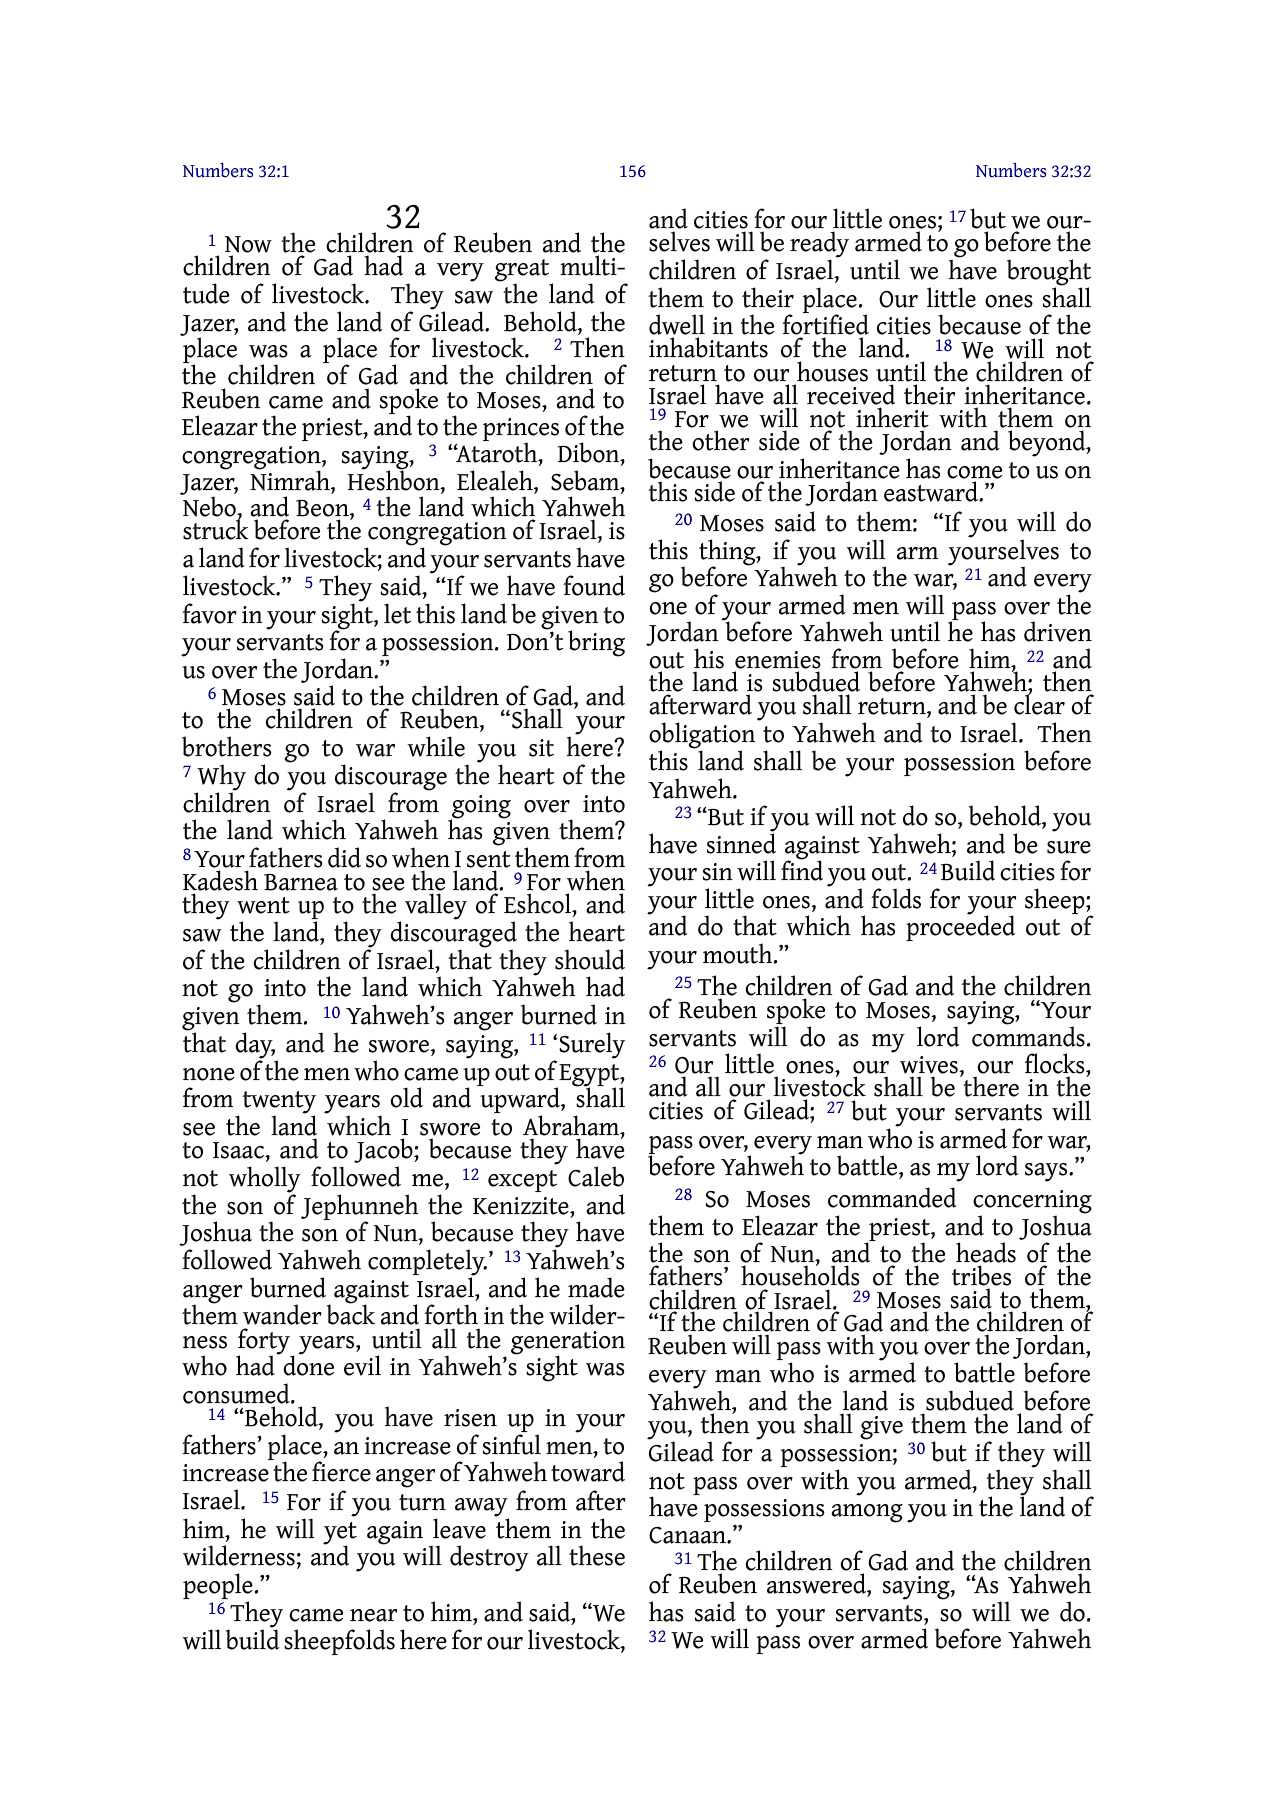 Numbers 32:1 156 Numbers 32:32
32
1 Now the children of Reuben and the
children of Gad had a very great multi-
tude of livestock. They saw the land of
Jazer, and the land of Gilead. Behold, the
place was a place for livestock. 2 Then
the children of Gad and the children of
Reuben came and spoke to Moses, and to
Eleazar the priest, and to the princes of the
congregation, saying, 3 “Ataroth, Dibon,
Jazer, Nimrah, Heshbon, Elealeh, Sebam,
Nebo, and Beon, 4 the land which Yahweh
struck before the congregation of Israel, is
a land for livestock; and your servants have
livestock.” 5 They said, “If we have found
favor in your sight, let this land be given to
your servants for a possession. Don’t bring
us over the Jordan.”
6 Moses said to the children of Gad, and
to the children of Reuben, “Shall your
brothers go to war while you sit here?
7 Why do you discourage the heart of the
children of Israel from going over into
the land which Yahweh has given them?
8 Your fathers did so when I sent them from
Kadesh Barnea to see the land. 9 For when
they went up to the valley of Eshcol, and
saw the land, they discouraged the heart
of the children of Israel, that they should
not go into the land which Yahweh had
given them. 10 Yahweh’s anger burned in
that day, and he swore, saying, 11 ‘Surely
none of the men who came up out of Egypt,
from twenty years old and upward, shall
see the land which I swore to Abraham,
to Isaac, and to Jacob; because they have
not wholly followed me, 12 except Caleb
the son of Jephunneh the Kenizzite, and
Joshua the son of Nun, because they have
followed Yahweh completely.’ 13 Yahweh’s
anger burned against Israel, and he made
them wander back and forth in the wilder-
ness forty years, until all the generation
who had done evil in Yahweh’s sight was
consumed.
14 “Behold, you have risen up in your
fathers’ place, an increase of sinful men, to
increase the fierce anger of Yahweh toward
Israel. 15 For if you turn away from after
him, he will yet again leave them in the
wilderness; and you will destroy all these
people.”
16 They came near to him, and said, “We
will build sheepfolds here for our livestock,
and cities for our little ones; 17 but we our-
selves will be ready armed to go before the
children of Israel, until we have brought
them to their place. Our little ones shall
dwell in the fortified cities because of the
inhabitants of the land. 18 We will not
return to our houses until the children of
Israel have all received their inheritance.
19 For we will not inherit with them on
the other side of the Jordan and beyond,
because our inheritance has come to us on
this side of the Jordan eastward.”
20 Moses said to them: “If you will do
this thing, if you will arm yourselves to
go before Yahweh to the war, 21 and every
one of your armed men will pass over the
Jordan before Yahweh until he has driven
out his enemies from before him, 22 and
the land is subdued before Yahweh; then
afterward you shall return, and be clear of
obligation to Yahweh and to Israel. Then
this land shall be your possession before
Yahweh.
23 “But if you will not do so, behold, you
have sinned against Yahweh; and be sure
your sin will find you out. 24 Build cities for
your little ones, and folds for your sheep;
and do that which has proceeded out of
your mouth.”
25 The children of Gad and the children
of Reuben spoke to Moses, saying, “Your
servants will do as my lord commands.
26 Our little ones, our wives, our flocks,
and all our livestock shall be there in the
cities of Gilead; 27 but your servants will
pass over, every man who is armed for war,
before Yahweh to battle, as my lord says.”
28 So Moses commanded concerning
them to Eleazar the priest, and to Joshua
the son of Nun, and to the heads of the
fathers’ households of the tribes of the
children of Israel. 29 Moses said to them,
“If the children of Gad and the children of
Reuben will pass with you over the Jordan,
every man who is armed to battle before
Yahweh, and the land is subdued before
you, then you shall give them the land of
Gilead for a possession; 30 but if they will
not pass over with you armed, they shall
have possessions among you in the land of
Canaan.”
31 The children of Gad and the children
of Reuben answered, saying, “As Yahweh
has said to your servants, so will we do.
32 We will pass over armed before Yahweh